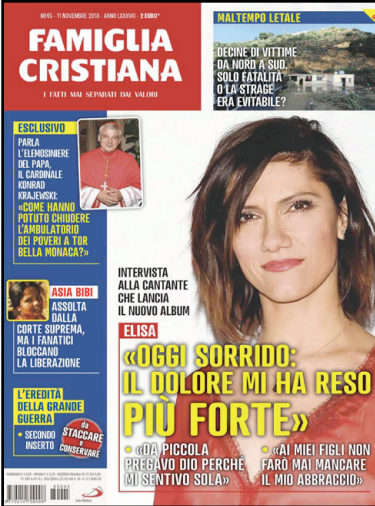 N°45 - 11 NOVEMBRE 2018 - ANNO LXXXVIII - 2 EURO*
FAMIGLIA
CRISTIANA
I FATTI MAI SEPARATI DAI VALORI
MALTEMPO LETALE
DECINE DI VITTIME
DA NORD A SUD.
SOLO FATALITÀ
O LA STRAGE
ERA EVITABILE?
ESCLUSIVO
PARLA
L'ELEMOSINIERE
DEL PAPA,
IL CARDINALE
KONRAD
KRAJEWSKI:
«COME HANNO
POTUTO CHIUDERE
L'AMBULATORIO
DEI POVERI A TOR
BELLA MONACA?»
ASIA BIBI
ASSOLTA
DALLA
CORTE SUPREMA,
MA I FANATICI
BLOCCANO
LA LIBERAZIONE
L'EREDITÀ
DELLA GRANDE
GUERRA
• SECONDO
INSERTO
da
STACCARE
e
CONSERVARE
INTERVISTA
ALLA CANTANTE
CHE LANCIA
IL NUOVO ALBUM
ELISA
«OGGI SORRIDO:
IL DOLORE MI HA RESO
PIÙ FORTE»
• «DA PICCOLA
PREGAVO DIO PERCHÉ
MI SENTIVO SOLA»
• «AI MIEI FIGLI NON
FARÒ MAI MANCARE
IL MIO ABBRACCIO»